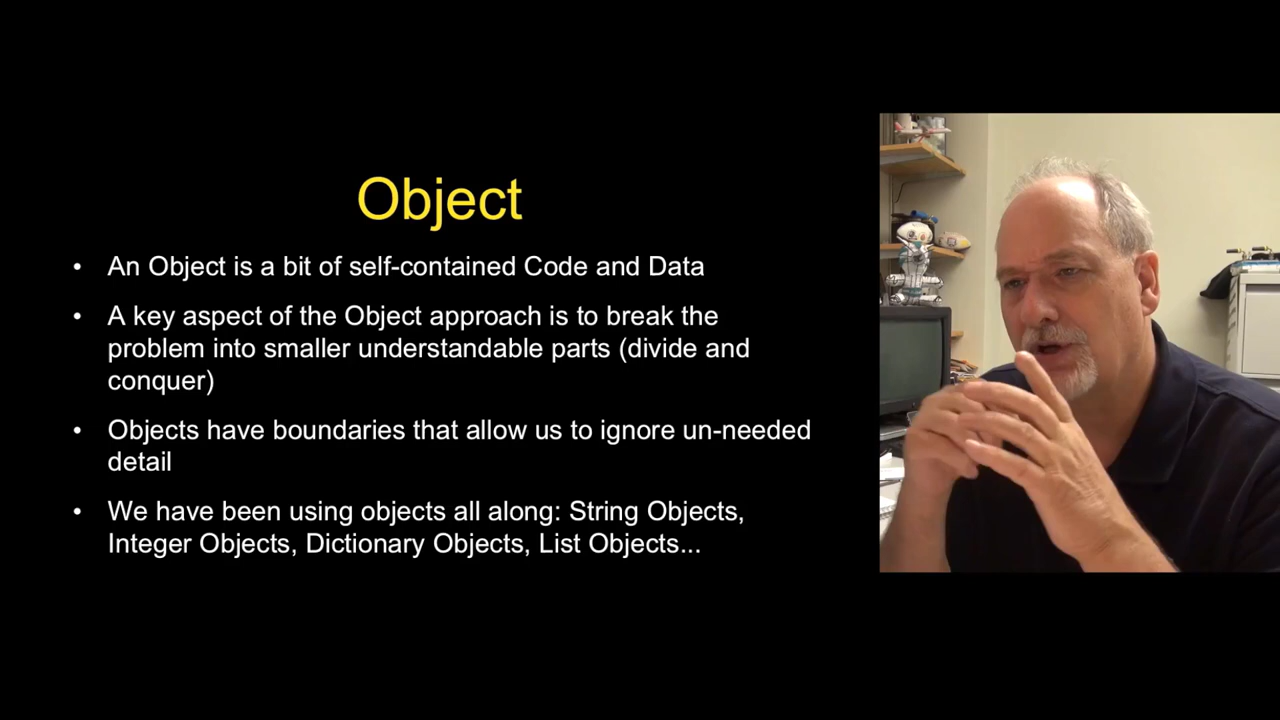 Object
• An Object is a bit of self-contained Code and Data
• A key aspect of the Object approach is to break the
problem into smaller understandable parts (divide and
conquer)
• Objects have boundaries that allow us to ignore un-needed
detail
• We have been using objects all along: String Objects,
Integer Objects, Dictionary Objects, List Objects...